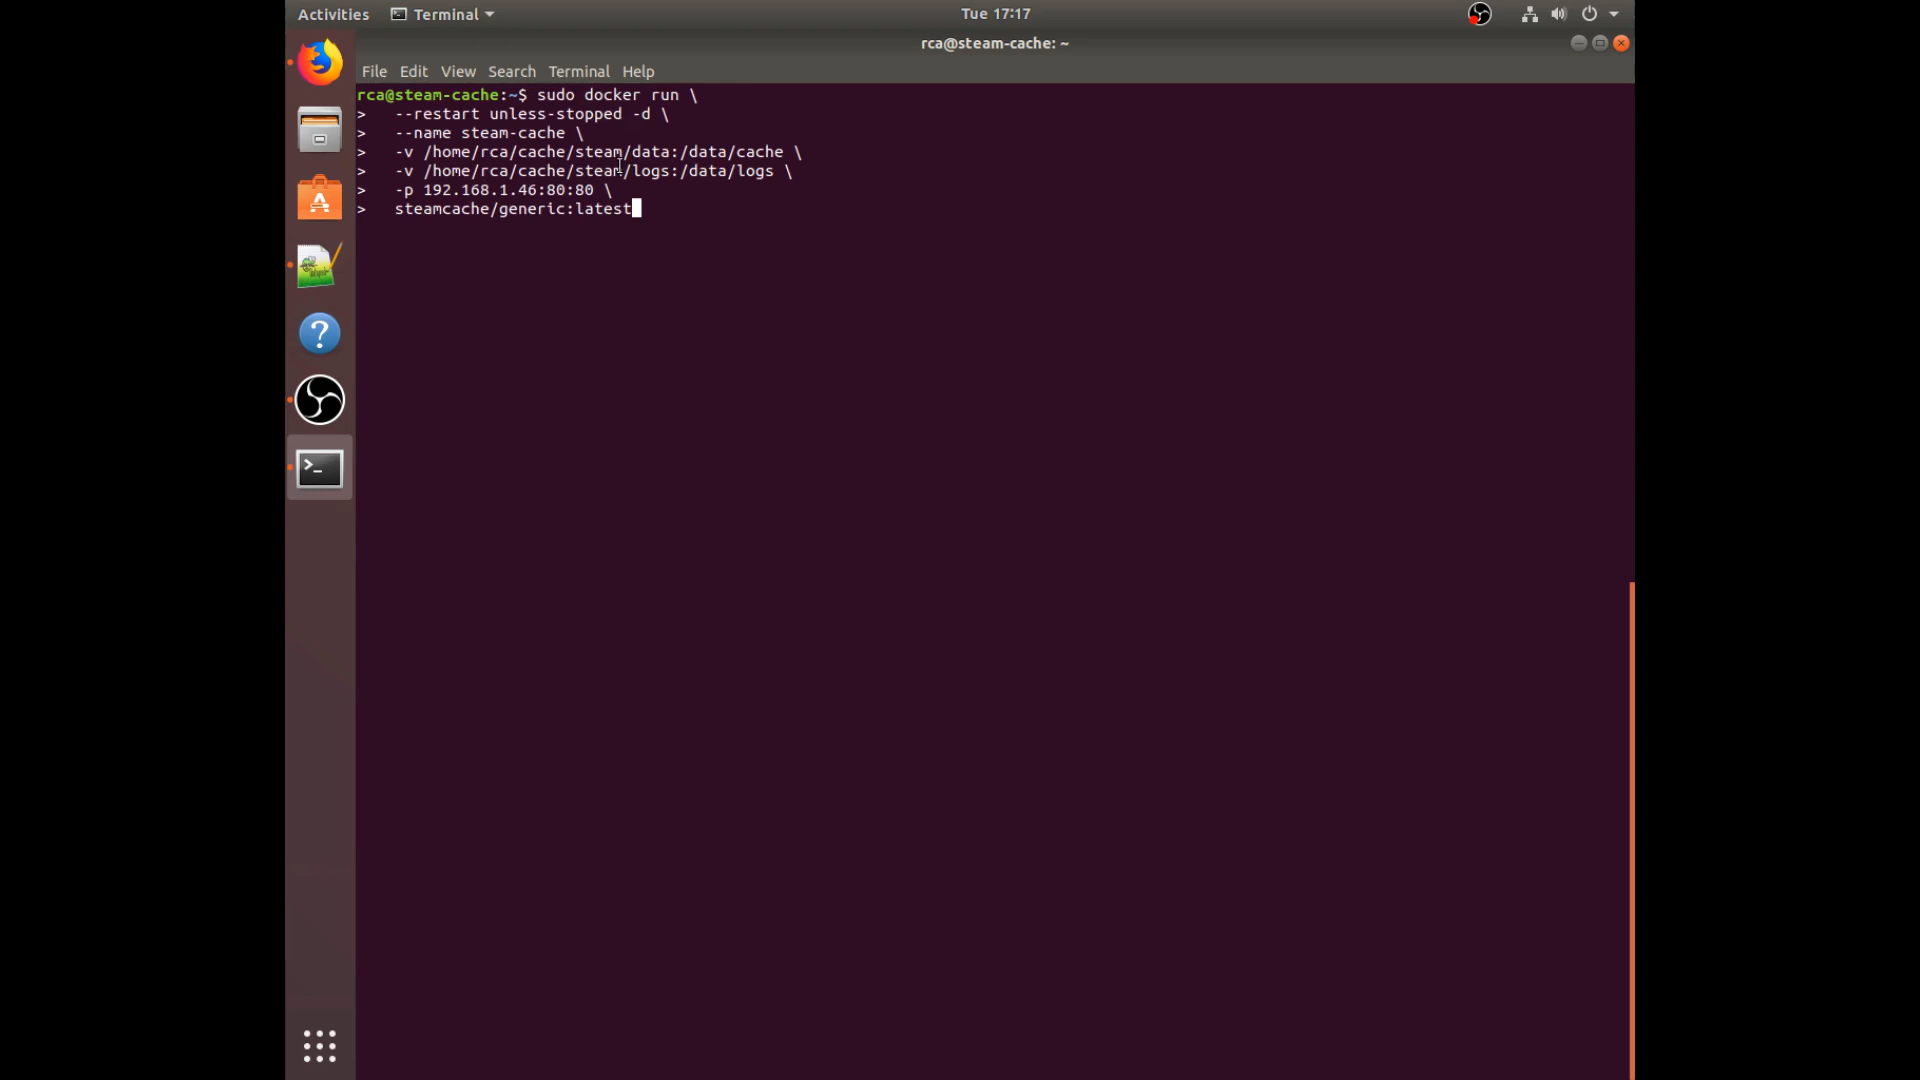 Activities Terminal Tue 17:17
rca@steam-cache: ~
File Edit View Search Terminal Help
rca@steam-cache:~$ sudo docker run \
> --restart unless-stopped -d \
> --name steam-cache \
> -v /home/rca/cache/steam/data:/data/cache \
> -v /home/rca/cache/steam/logs:/data/logs \
> -p 192.168.1.46:80:80 \
> steamcache/generic:latest